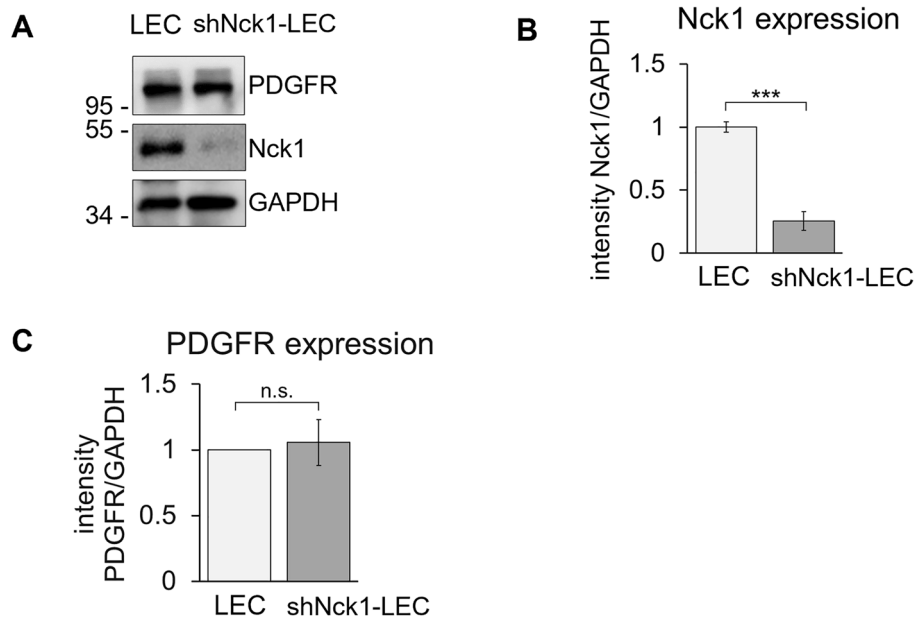 A
LEC shNck1-LEC
PDGFR
95 -
55 -
Nck1
GAPDH
34 -
B
Nck1 expression
intensity Nck1/GAPDH
1.5
1
0.5
0
***
LEC shNck1-LEC
C
PDGFR expression
intensity
PDGFR/GAPDH
1.5
1
0.5
0
n.s.
LEC shNck1-LEC